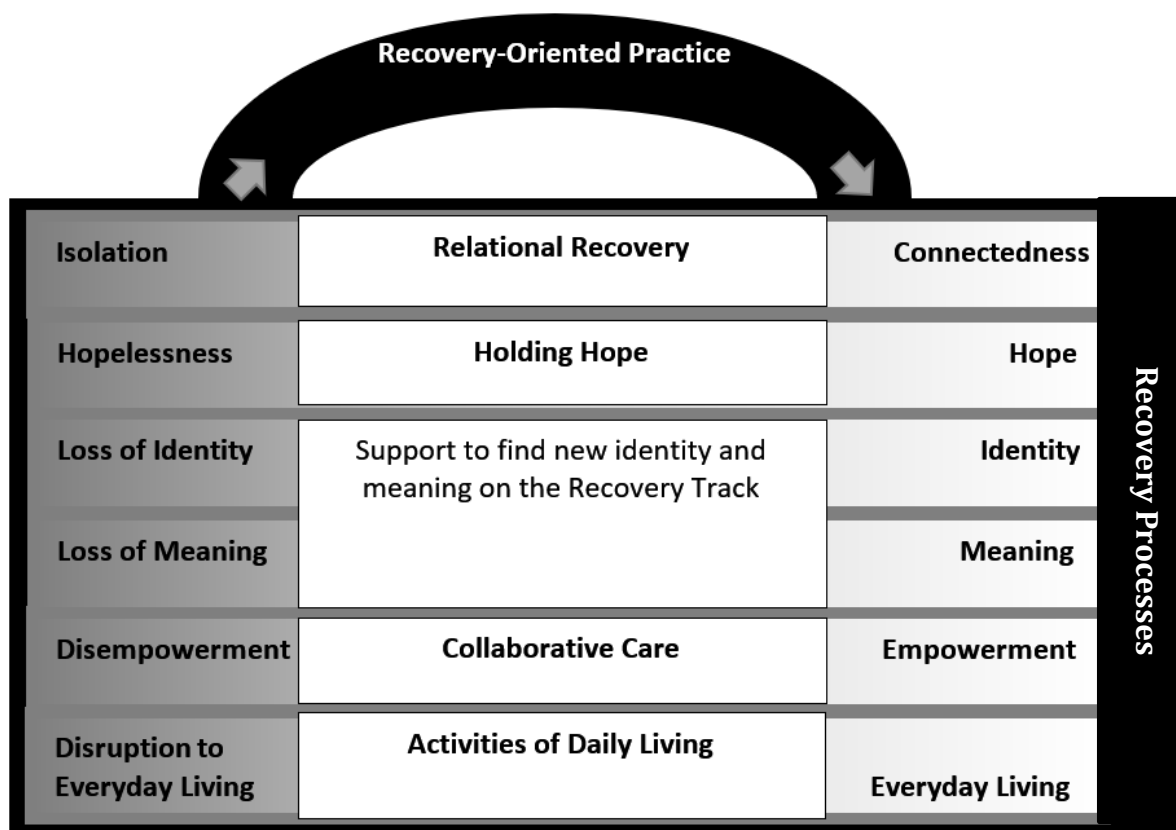 Recovery-Oriented Practice
Isolation
Relational Recovery
Connectedness
Hopelessness
Holding Hope
Hope
Loss of Identity
Support to find new identity and
meaning on the Recovery Track
Identity
Loss of Meaning
Meaning
Disempowerment
Collaborative Care
Empowerment
Disruption to
Everyday Living
Activities of Daily Living
Everyday Living
Recovery Processes